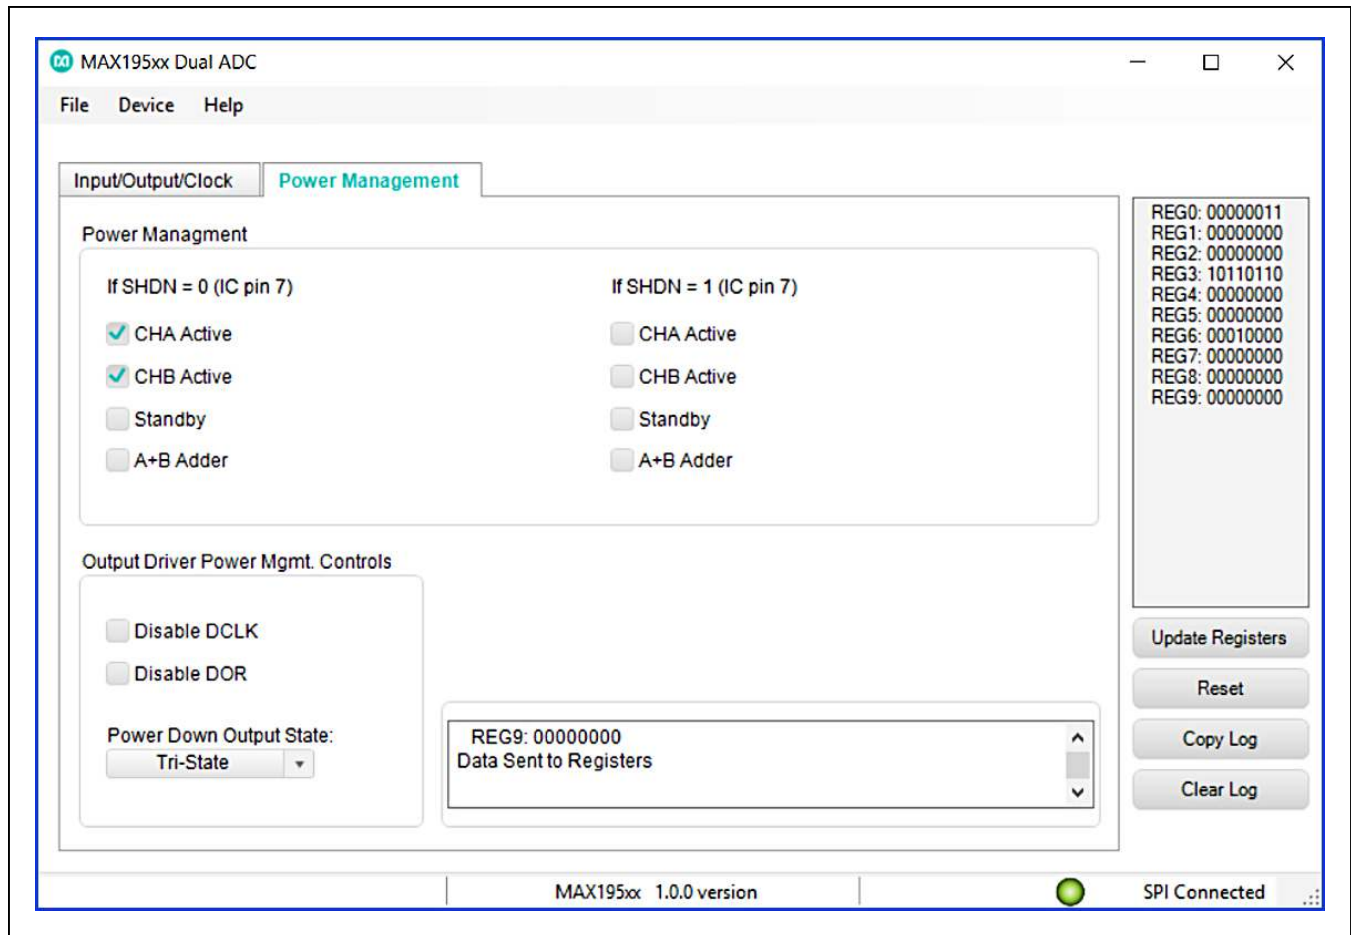 MAX195xx Dual ADC
File Device Help
Input/Output/Clock Power Management
Power Managment
If SHDN = 0 (IC pin 7)
CHA Active
CHB Active
Standby
A+B Adder
If SHDN = 1 (IC pin 7)
CHA Active
CHB Active
Standby
A+B Adder
Output Driver Power Mgmt. Controls
Disable DCLK
Disable DOR
Power Down Output State:
Tri-State
REG9: 00000000
Data Sent to Registers
REG0: 00000011
REG1: 00000000
REG2: 00000000
REG3: 10110110
REG4: 00000000
REG5: 00000000
REG6: 00010000
REG7: 00000000
REG8: 00000000
REG9: 00000000
Update Registers
Reset
Copy Log
Clear Log
MAX195xx 1.0.0 version
SPI Connected